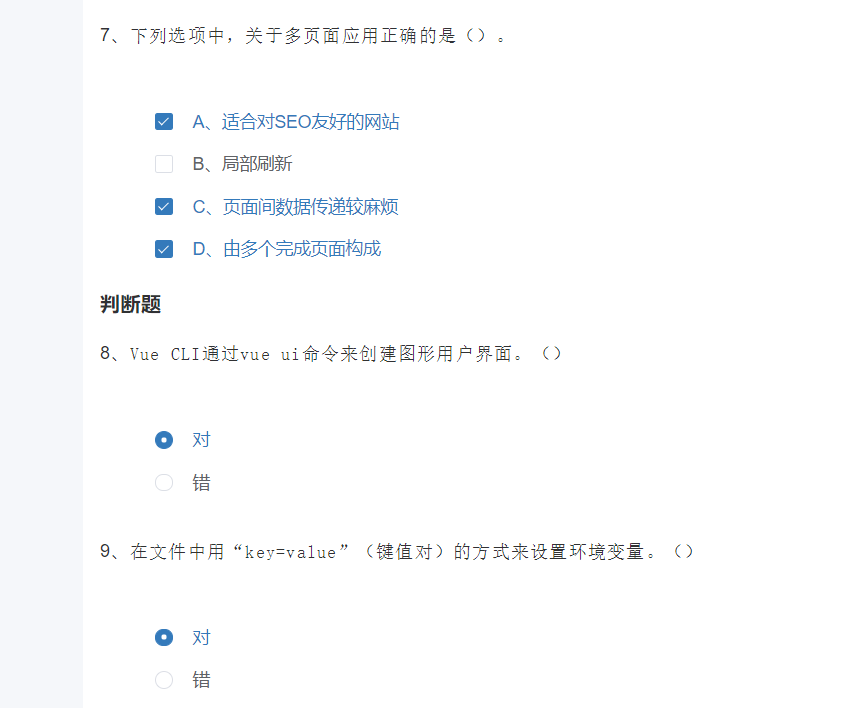 7、下列选项中，关于多页面应用正确的是（）。
A、适合对SEO友好的网站
B、局部刷新
C、页面间数据传递较麻烦
D、由多个完成页面构成
判断题
8、Vue CLI通过vue ui命令来创建图形用户界面。（）
对
错
9、在文件中用“key=value”（键值对）的方式来设置环境变量。（）
对
错